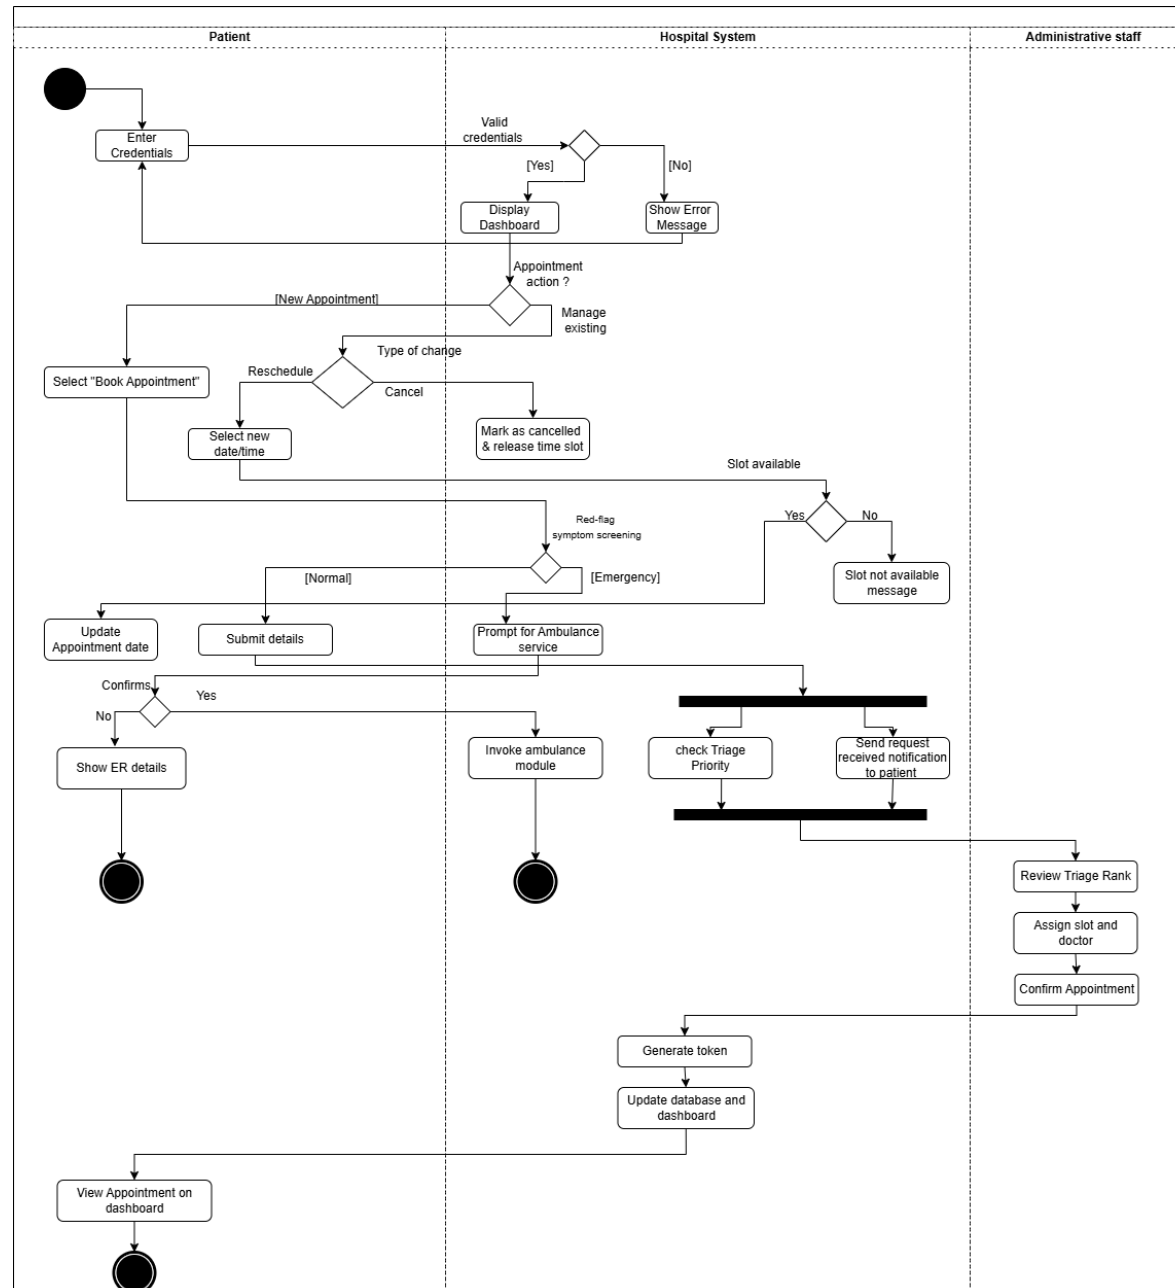 Patient
Hospital System
Administrative staff
Enter
Credentials
Valid
credentials
[Yes]
[No]
Display
Dashboard
Show Error
Message
Appointment
action ?
[New Appointment]
Manage
existing
Type of change
Reschedule
Cancel
Select "Book Appointment"
Select new
date/time
Mark as cancelled
& release time slot
Slot available
Yes
No
Red-flag
symptom screening
[Normal]
[Emergency]
Slot not available
message
Update
Appointment date
Submit details
Prompt for Ambulance
service
Confirms
Yes
No
Show ER details
Invoke ambulance
module
check Triage
Priority
Send request
received notification
to patient
Review Triage Rank
Assign slot and
doctor
Confirm Appointment
Generate token
Update database and
dashboard
View Appointment on
dashboard